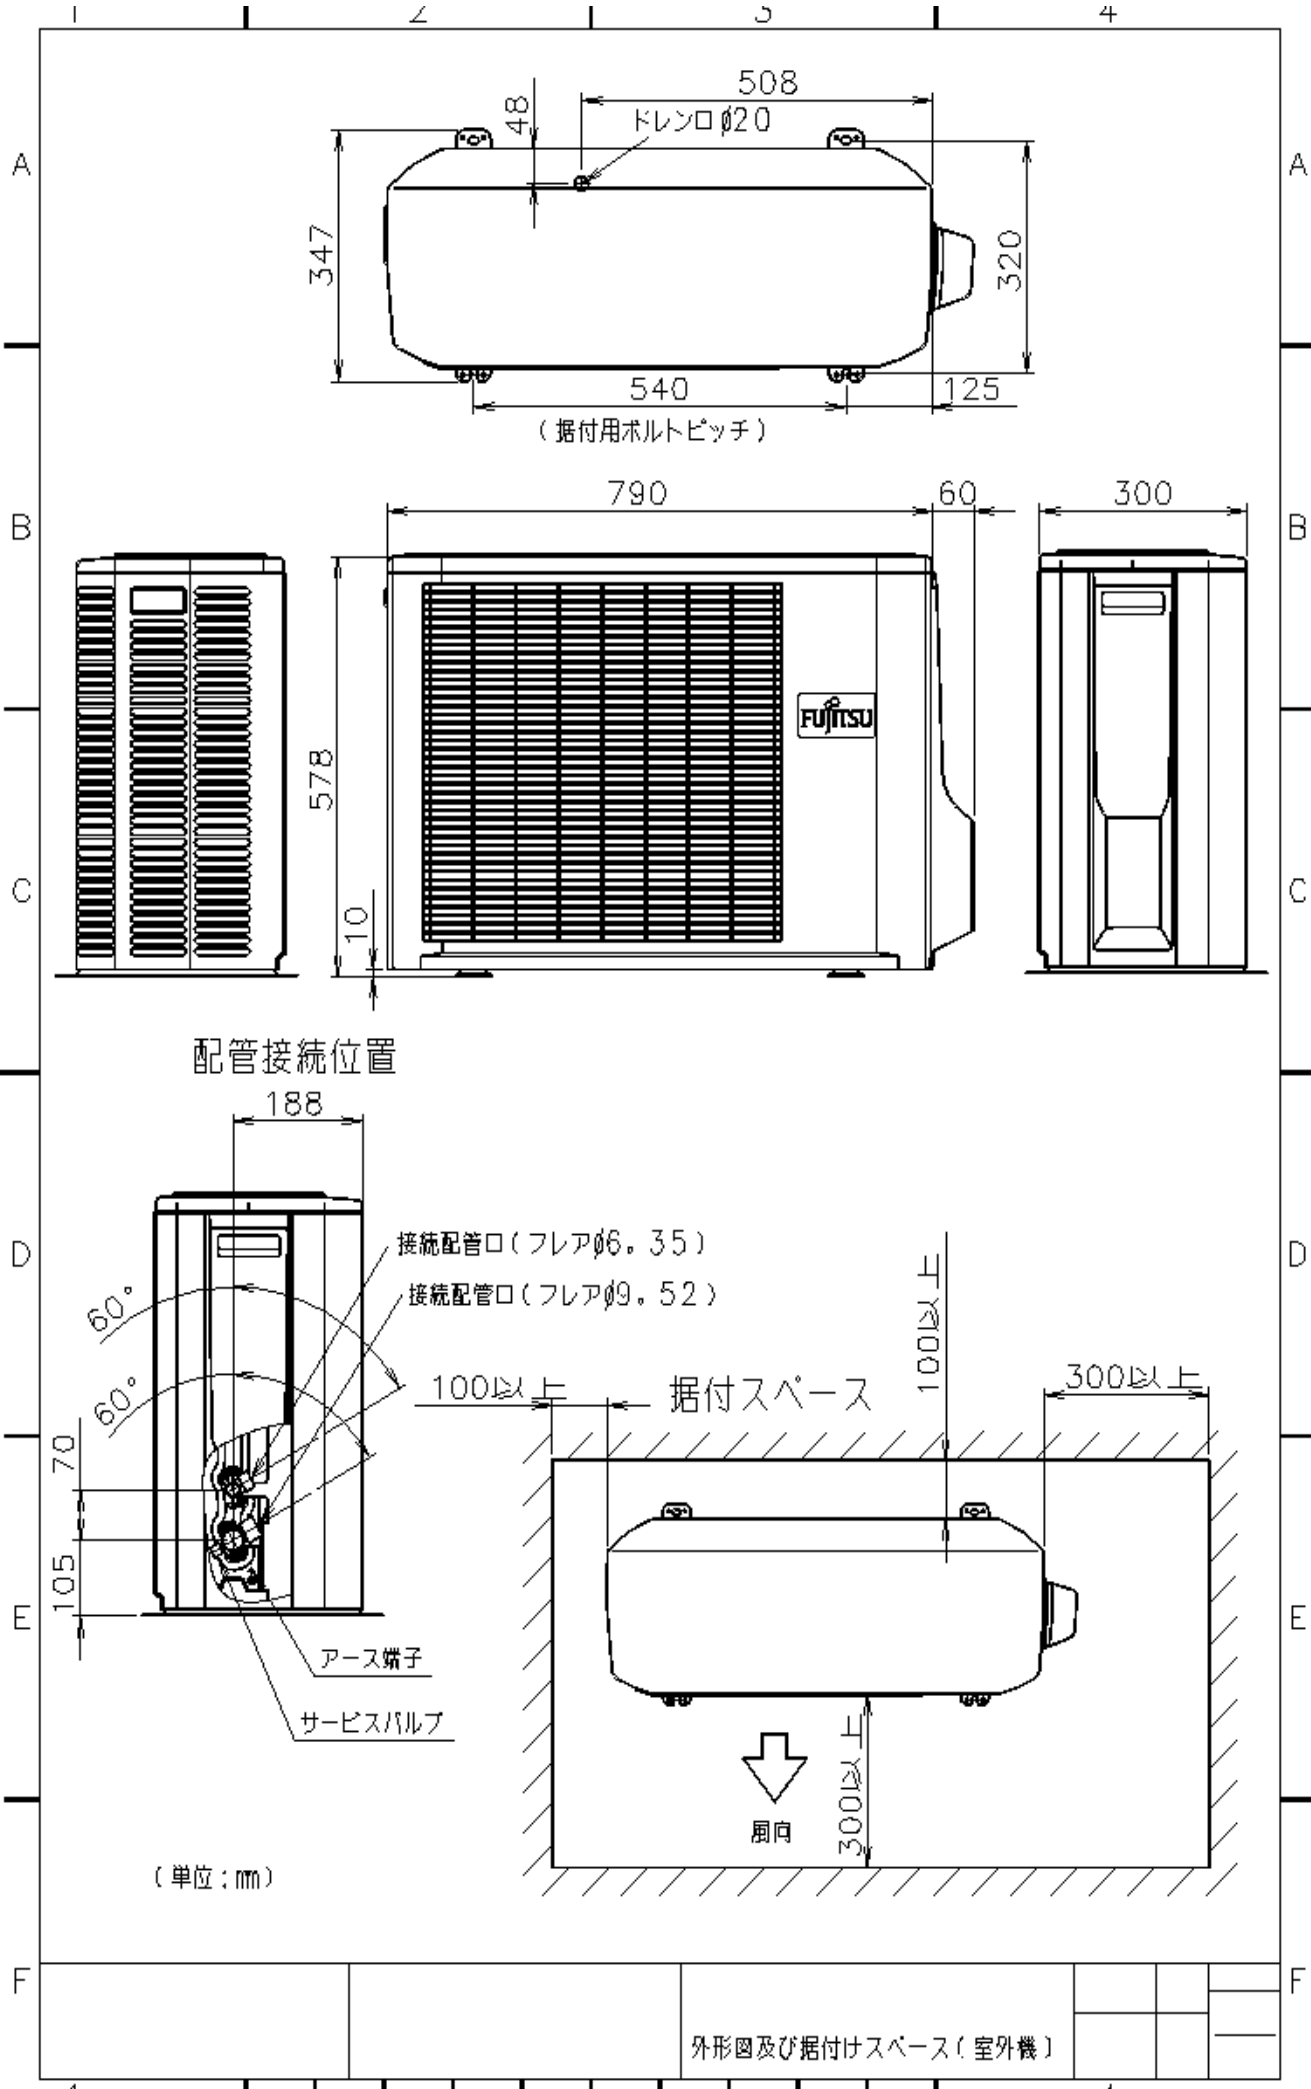 1 2 3 4
508
48
ドレン口φ20
A A
347
320
540
125
(据付用ボルトピッチ)
790
60
300
B B
FUJITSU
578
10
C C
配管接続位置
188
接続配管口(フレアφ6.35)
D D
60°
接続配管口(フレアφ9.52)
100以上
60°
100以上
据付スペース
300以上
70
105
E E
アース端子
サービスバルブ
300以上
風向
(単位:mm)
F F
外形図及び据付けスペース(室外機)